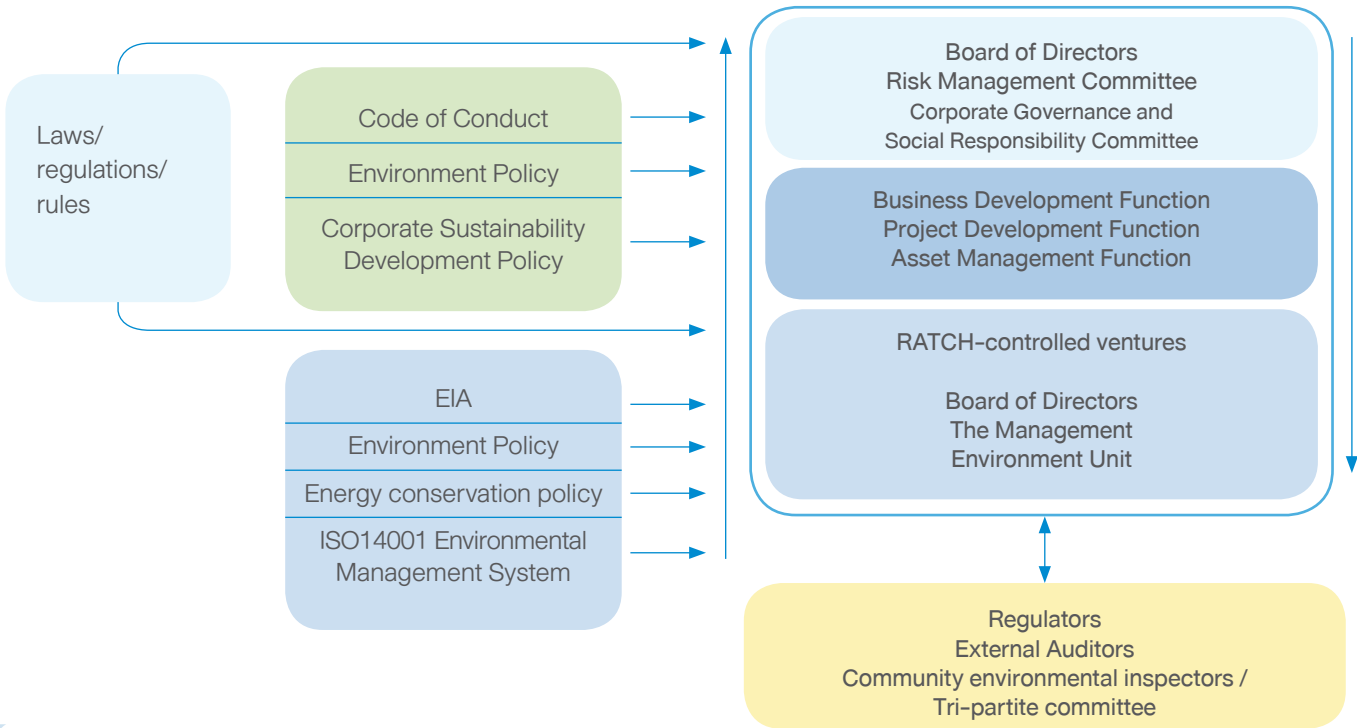 Laws/
regulations/
rules
Code of Conduct
Environment Policy
Corporate Sustainability
Development Policy
EIA
Environment Policy
Energy conservation policy
ISO14001 Environmental
Management System
Board of Directors
Risk Management Committee
Corporate Governance and
Social Responsibility Committee
Business Development Function
Project Development Function
Asset Management Function
RATCH-controlled ventures
Board of Directors
The Management
Environment Unit
Regulators
External Auditors
Community environmental inspectors /
Tri-partite committee